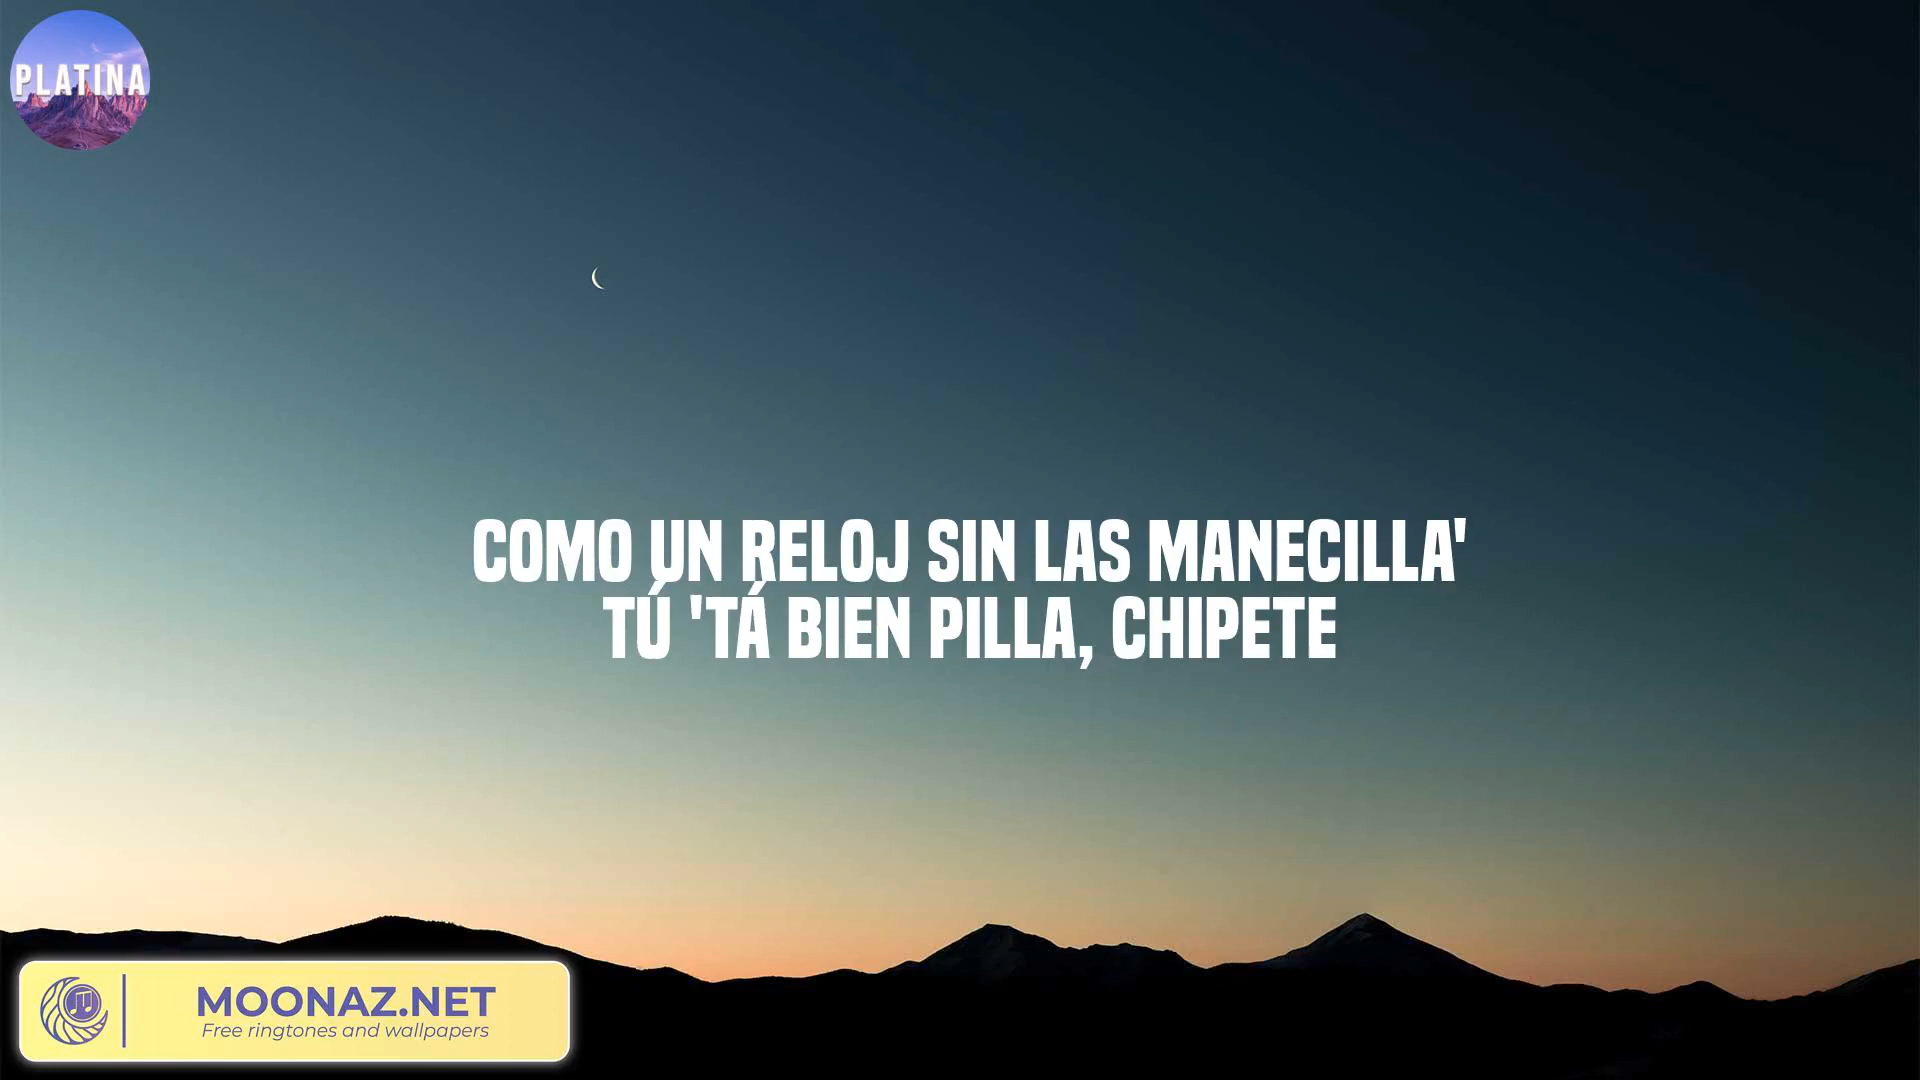 PLATINA
COMO UN RELOJ SIN LAS MANECILLA'
TÚ 'TÁ BIEN PILLA, CHIPETE
MOONAZ.NET
Free ringtones and wallpapers